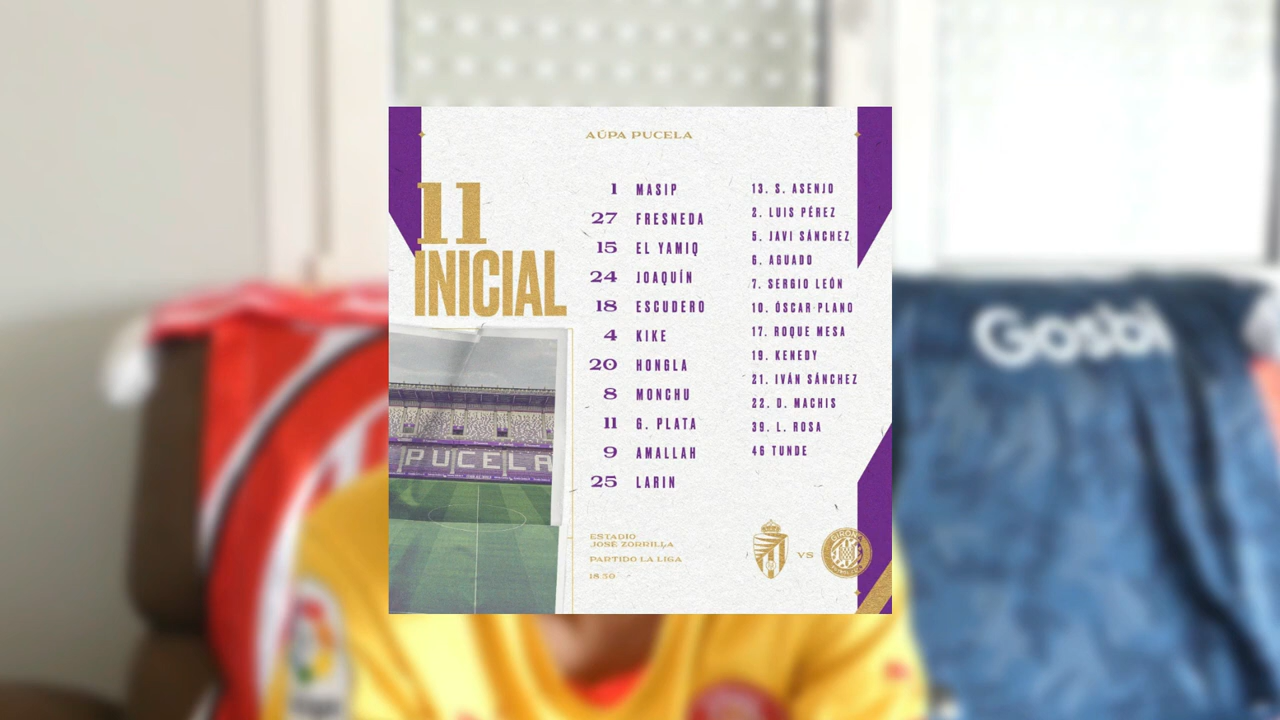 AÚPA PUCELA
11
INICIAL
1 MASIP
27 FRESNEDA
15 EL YAMIQ
24 JOAQUÍN
18 ESCUDERO
4 KIKE
20 HONGLA
8 MONCHU
11 G. PLATA
9 AMALLAH
25 LARIN
13. S. ASENJO
2. LUIS PÉREZ
5. JAVI SÁNCHEZ
6. AGUADO
7. SERGIO LEÓN
10. ÓSCAR PLANO
17. ROQUE MESA
19. KENEDY
21. IVÁN SÁNCHEZ
22. D. MACHIS
39. L. ROSA
46 TUNDE
PUCELA
ESTADIO
JOSÉ ZORRILLA
PARTIDO LA LIGA
18 30
VS
GIRONA
Gosbi